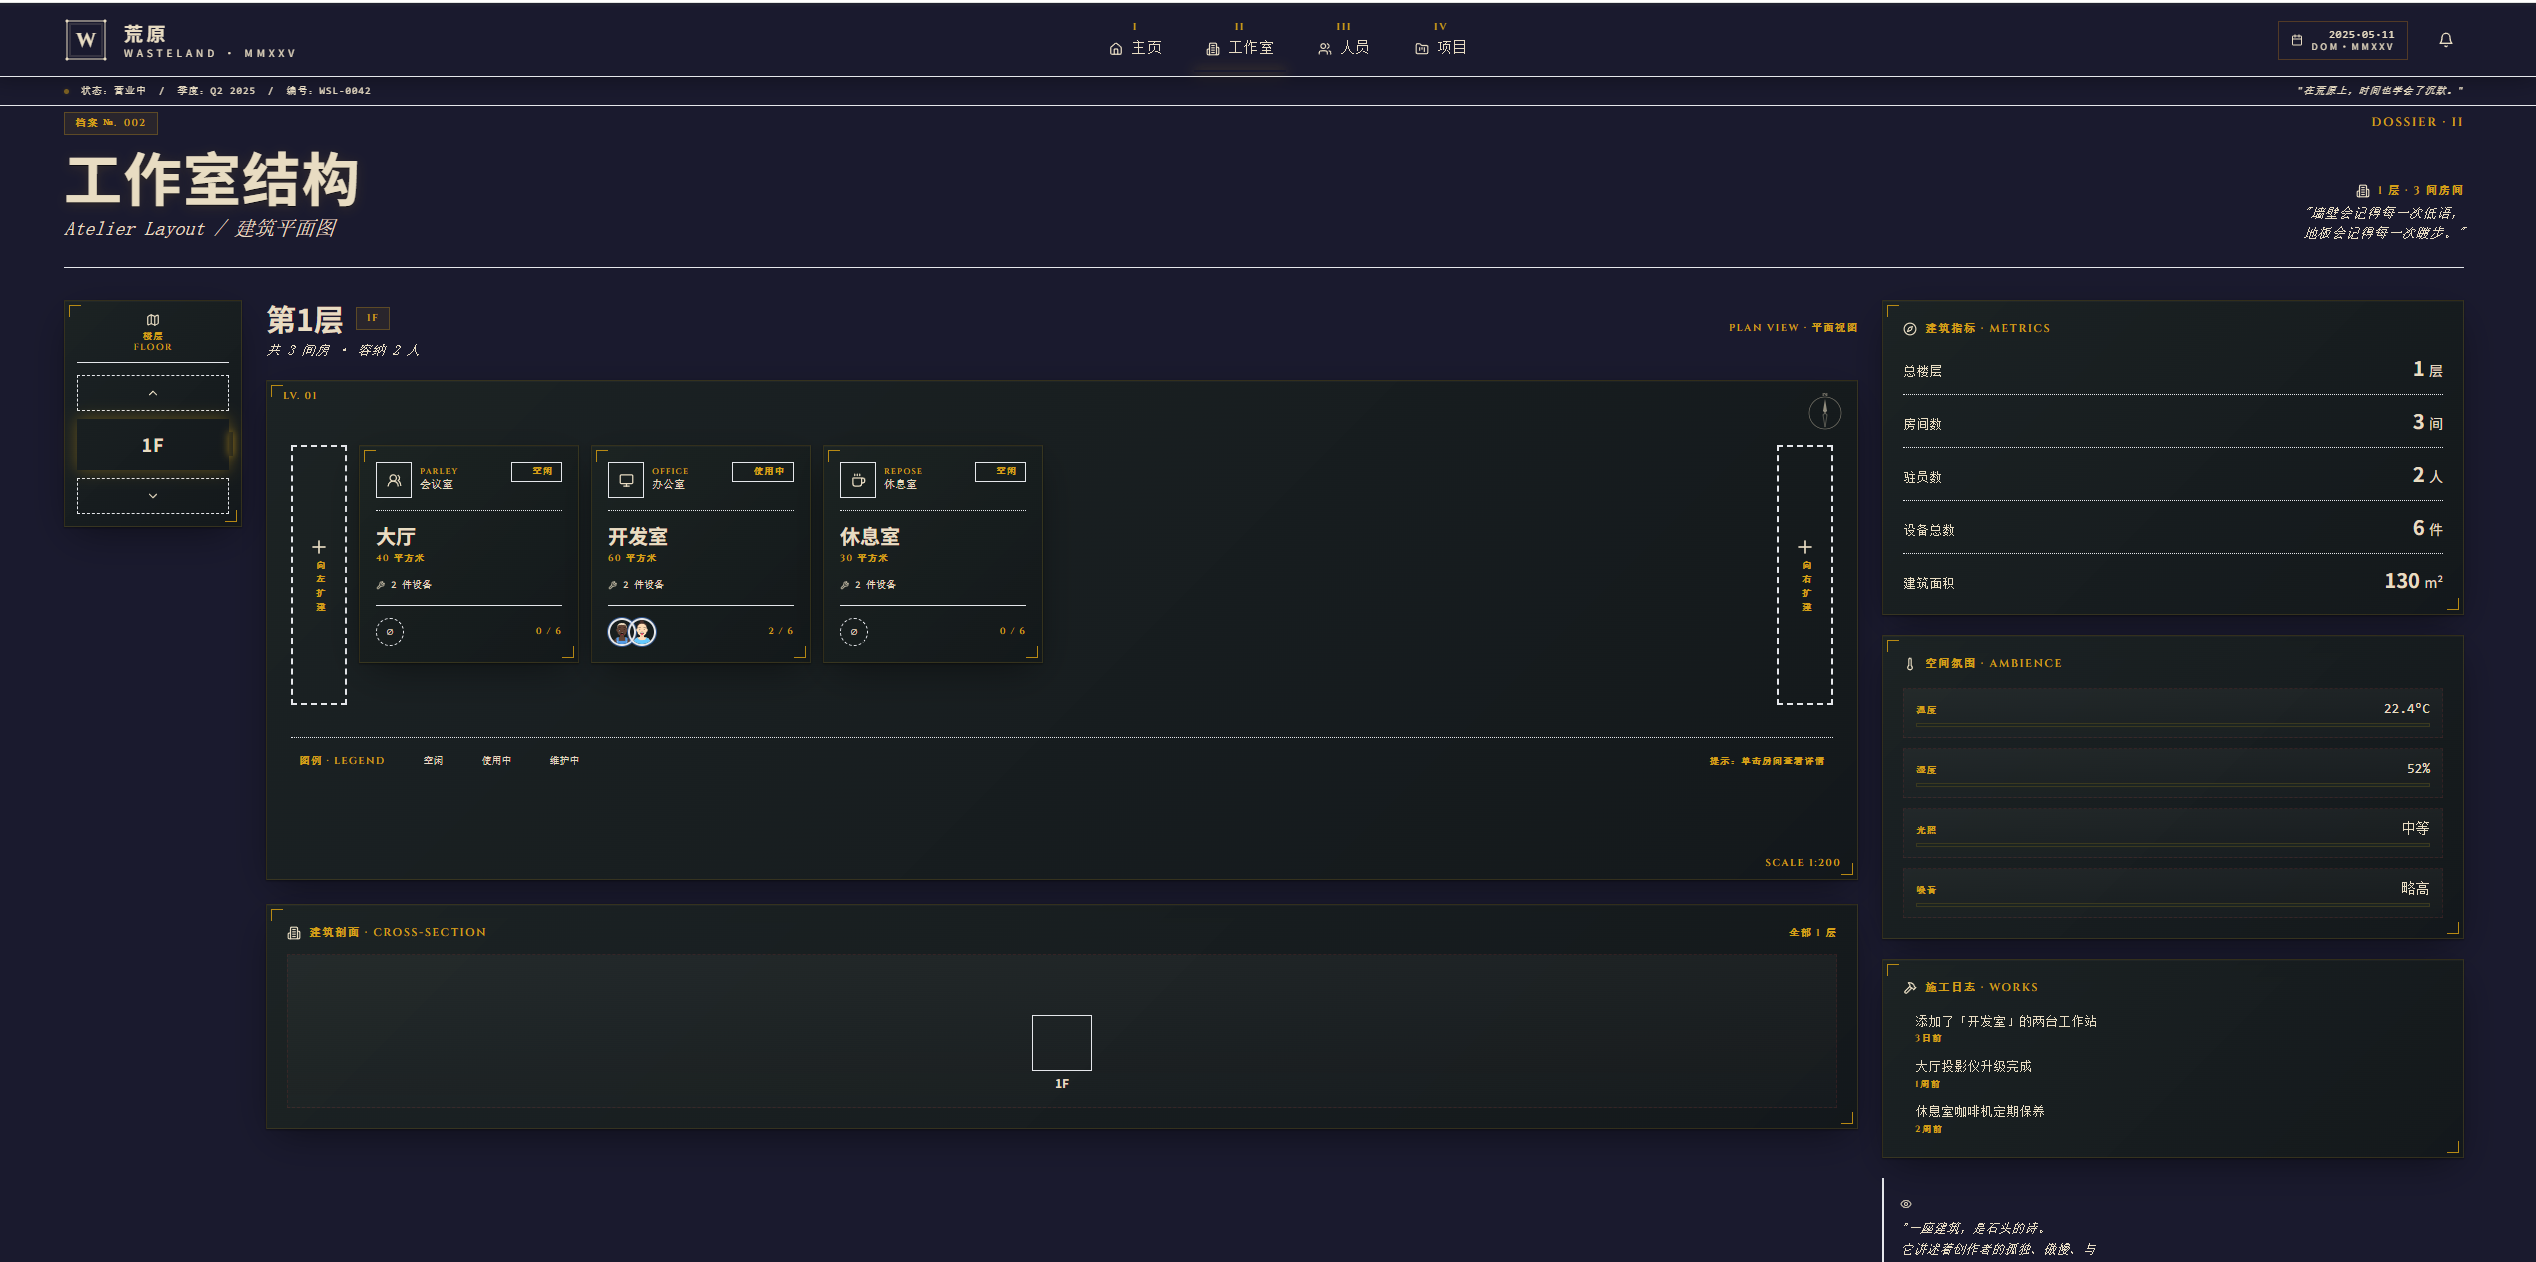 W
荒原
WASTELAND • MMXXV
I
主页
II
工作室
III
人员
IV
项目
2025·05·11
DOM • MMXXV
状态: 营业中 / 季度: Q2 2025 / 编号: WSL-0042
"在荒原上, 时间也学会了沉默。"
档案 №. 002
DOSSIER · II
工作室结构
Atelier Layout / 建筑平面图
1 层 · 3 间房间
"墙壁会记得每一次低语,
地板会记得每一次踱步。"
楼层
FLOOR
1F
第1层
1F
共 3 间房 · 容纳 2 人
PLAN VIEW · 平面视图
LV. 01
向左扩建
PARLEY
会议室
空闲
大厅
40 平方米
2 件设备
Ø
0 / 6
OFFICE
办公室
使用中
开发室
60 平方米
2 件设备
2 / 6
REPOSE
休息室
空闲
休息室
30 平方米
2 件设备
Ø
0 / 6
向右扩建
图例 · LEGEND
空闲
使用中
维护中
提示: 单击房间查看详情
SCALE 1:200
建筑剖面 · CROSS-SECTION
全部 1 层
1F
建筑指标 · METRICS
总楼层
1 层
房间数
3 间
驻员数
2 人
设备总数
6 件
建筑面积
130 m²
空间氛围 · AMBIENCE
温度
22.4°C
湿度
52%
光照
中等
噪音
略高
施工日志 · WORKS
添加了「开发室」的两台工作站
3日前
大厅投影仪升级完成
1周前
休息室咖啡机定期保养
2周前
"一座建筑, 是石头的诗。
它讲述着创作者的孤独、傲慢、与